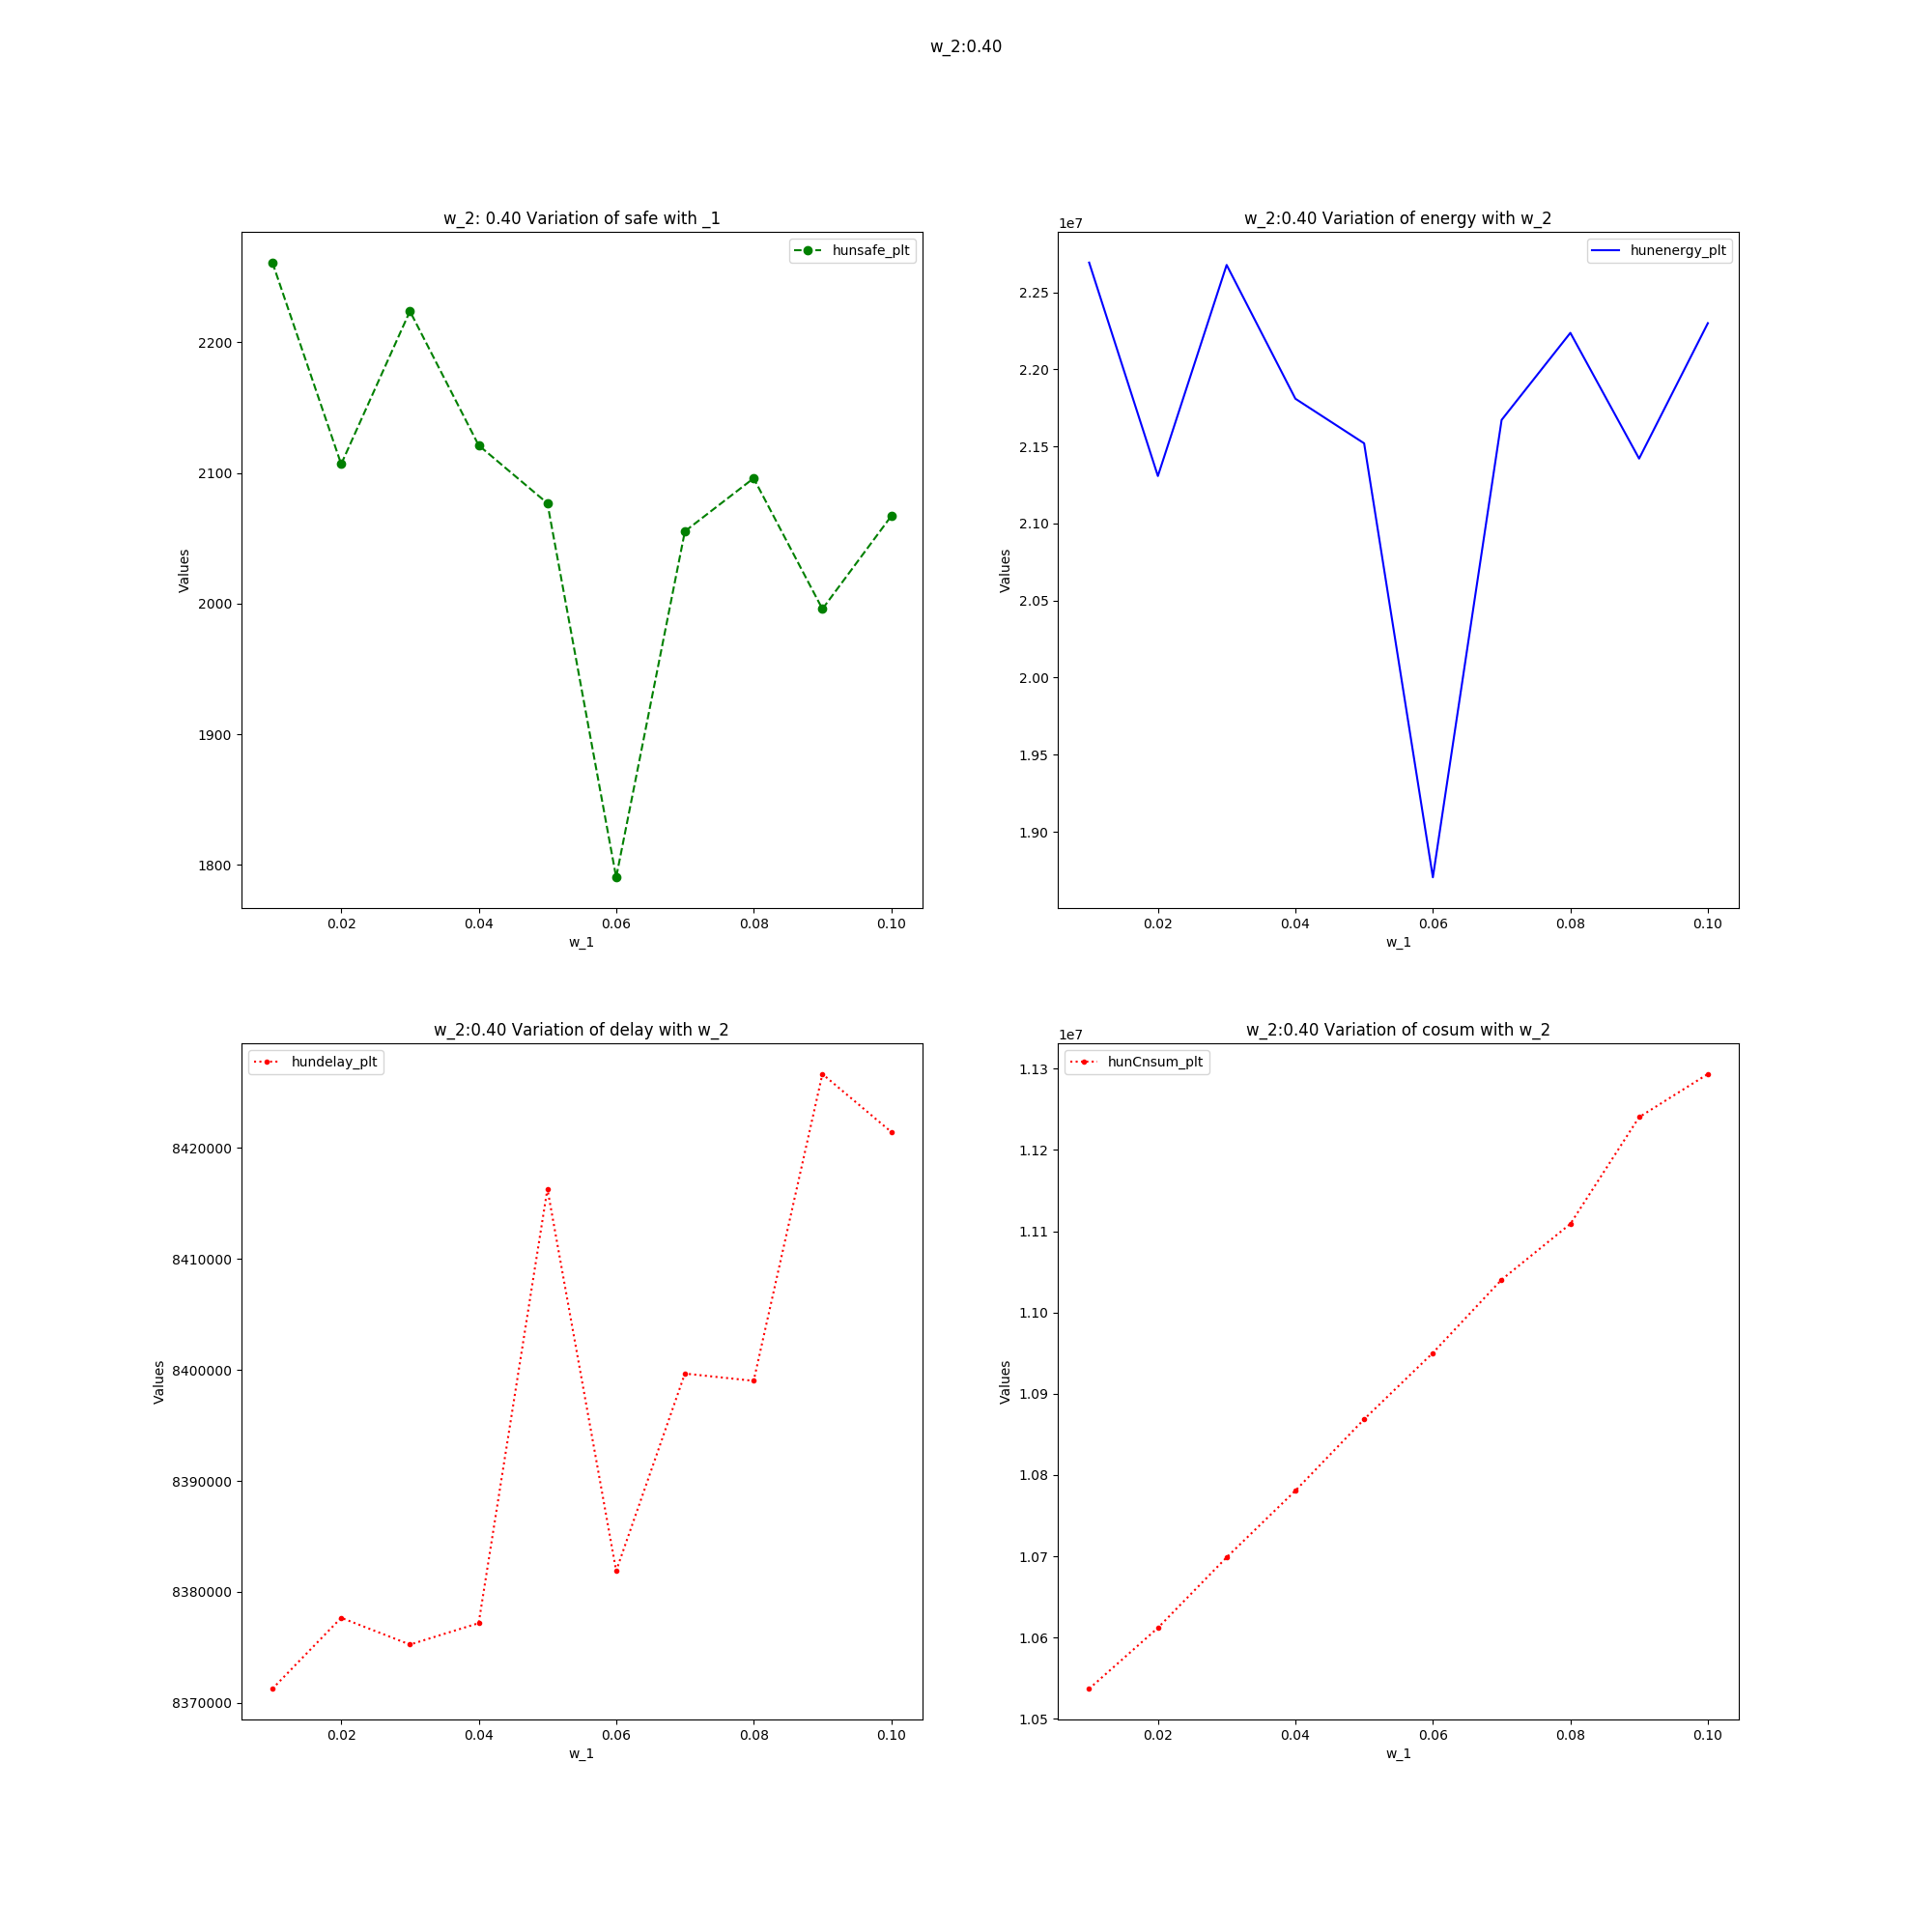 w_2:0.40
w_2: 0.40 Variation of safe with _1
hunsafe_plt
2200
2100
2000
1900
1800
Values
0.02 0.04 0.06 0.08 0.10
w_1
w_2:0.40 Variation of energy with w_2
1e7
hunenergy_plt
2.25
2.20
2.15
2.10
2.05
2.00
1.95
1.90
Values
0.02 0.04 0.06 0.08 0.10
w_1
w_2:0.40 Variation of delay with w_2
hundelay_plt
8420000
8410000
8400000
8390000
8380000
8370000
Values
0.02 0.04 0.06 0.08 0.10
w_1
w_2:0.40 Variation of cosum with w_2
1e7
hunCnsum_plt
1.13
1.12
1.11
1.10
1.09
1.08
1.07
1.06
1.05
Values
0.02 0.04 0.06 0.08 0.10
w_1